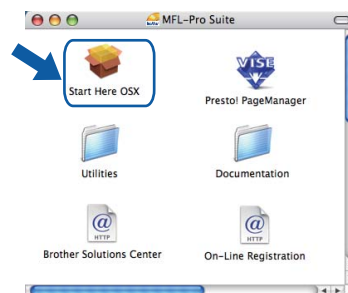 MFL-Pro Suite
Start Here OSX
VISE
Presto! PageManager
Utilities
Documentation
@
HTTP
@
HTTP
Brother Solutions Center
On-Line Registration